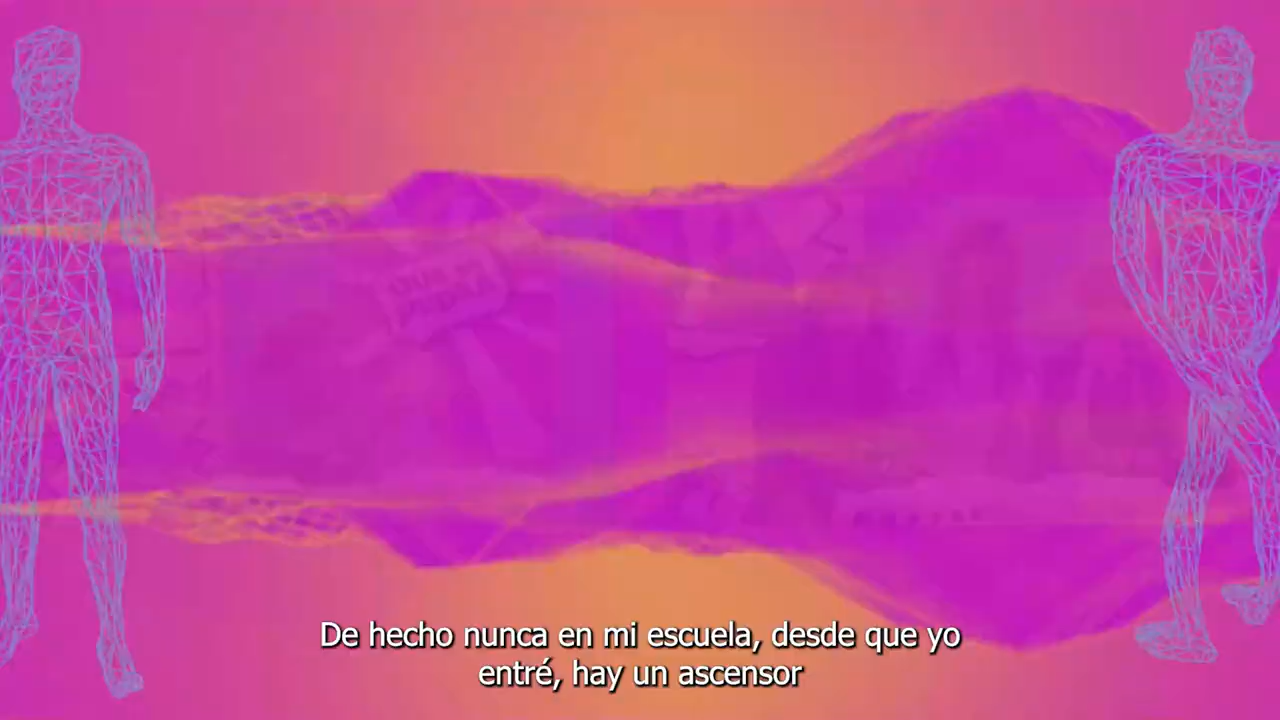 De hecho nunca en mi escuela, desde que yo
entré, hay un ascensor